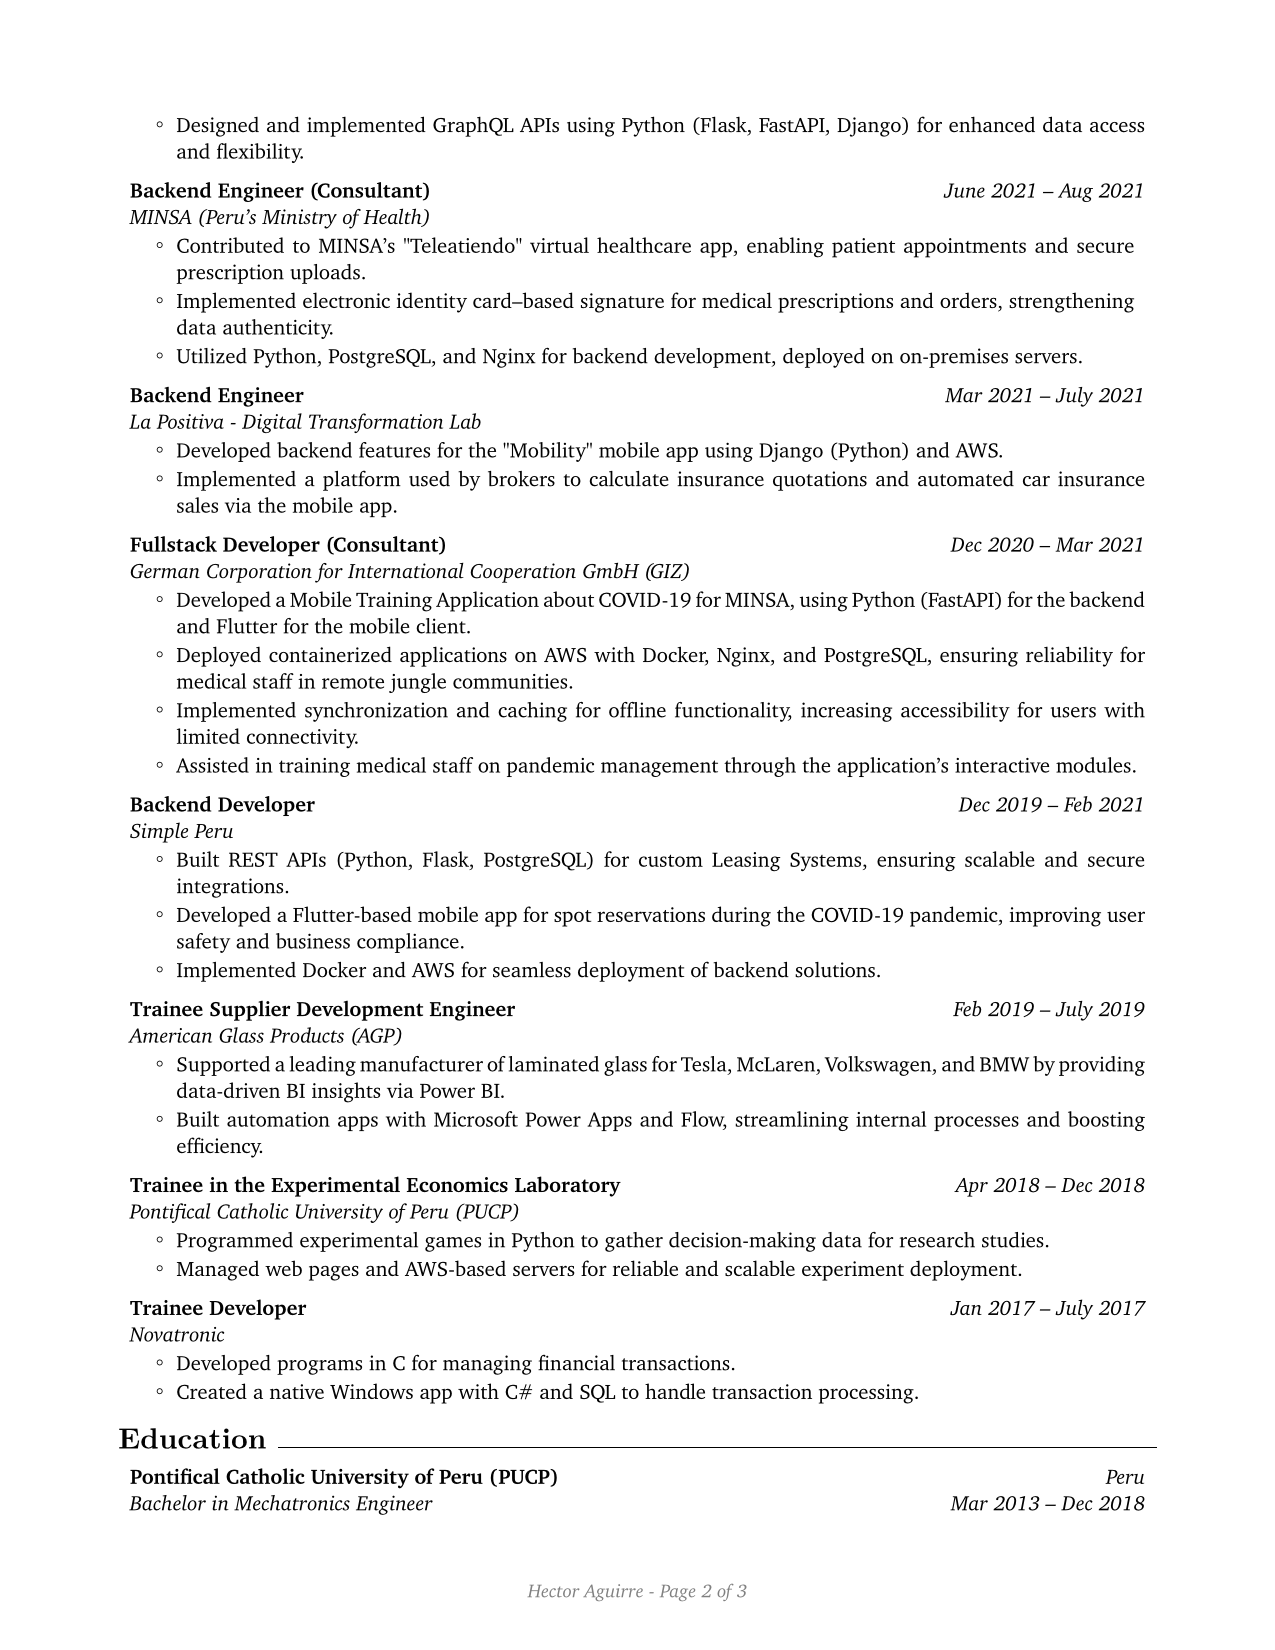 ◦ Designed and implemented GraphQL APIs using Python (Flask, FastAPI, Django) for enhanced data access
and flexibility.
Backend Engineer (Consultant) June 2021 – Aug 2021
MINSA (Peru’s Ministry of Health)
◦ Contributed to MINSA’s "Teleatiendo" virtual healthcare app, enabling patient appointments and secure
prescription uploads.
◦ Implemented electronic identity card–based signature for medical prescriptions and orders, strengthening
data authenticity.
◦ Utilized Python, PostgreSQL, and Nginx for backend development, deployed on on-premises servers.
Backend Engineer Mar 2021 – July 2021
La Positiva - Digital Transformation Lab
◦ Developed backend features for the "Mobility" mobile app using Django (Python) and AWS.
◦ Implemented a platform used by brokers to calculate insurance quotations and automated car insurance
sales via the mobile app.
Fullstack Developer (Consultant) Dec 2020 – Mar 2021
German Corporation for International Cooperation GmbH (GIZ)
◦ Developed a Mobile Training Application about COVID-19 for MINSA, using Python (FastAPI) for the backend
and Flutter for the mobile client.
◦ Deployed containerized applications on AWS with Docker, Nginx, and PostgreSQL, ensuring reliability for
medical staff in remote jungle communities.
◦ Implemented synchronization and caching for offline functionality, increasing accessibility for users with
limited connectivity.
◦ Assisted in training medical staff on pandemic management through the application’s interactive modules.
Backend Developer Dec 2019 – Feb 2021
Simple Peru
◦ Built REST APIs (Python, Flask, PostgreSQL) for custom Leasing Systems, ensuring scalable and secure
integrations.
◦ Developed a Flutter-based mobile app for spot reservations during the COVID-19 pandemic, improving user
safety and business compliance.
◦ Implemented Docker and AWS for seamless deployment of backend solutions.
Trainee Supplier Development Engineer Feb 2019 – July 2019
American Glass Products (AGP)
◦ Supported a leading manufacturer of laminated glass for Tesla, McLaren, Volkswagen, and BMW by providing
data-driven BI insights via Power BI.
◦ Built automation apps with Microsoft Power Apps and Flow, streamlining internal processes and boosting
efficiency.
Trainee in the Experimental Economics Laboratory Apr 2018 – Dec 2018
Pontifical Catholic University of Peru (PUCP)
◦ Programmed experimental games in Python to gather decision-making data for research studies.
◦ Managed web pages and AWS-based servers for reliable and scalable experiment deployment.
Trainee Developer Jan 2017 – July 2017
Novatronic
◦ Developed programs in C for managing financial transactions.
◦ Created a native Windows app with C# and SQL to handle transaction processing.
Education
Pontifical Catholic University of Peru (PUCP) Peru
Bachelor in Mechatronics Engineer Mar 2013 – Dec 2018
Hector Aguirre - Page 2 of 3